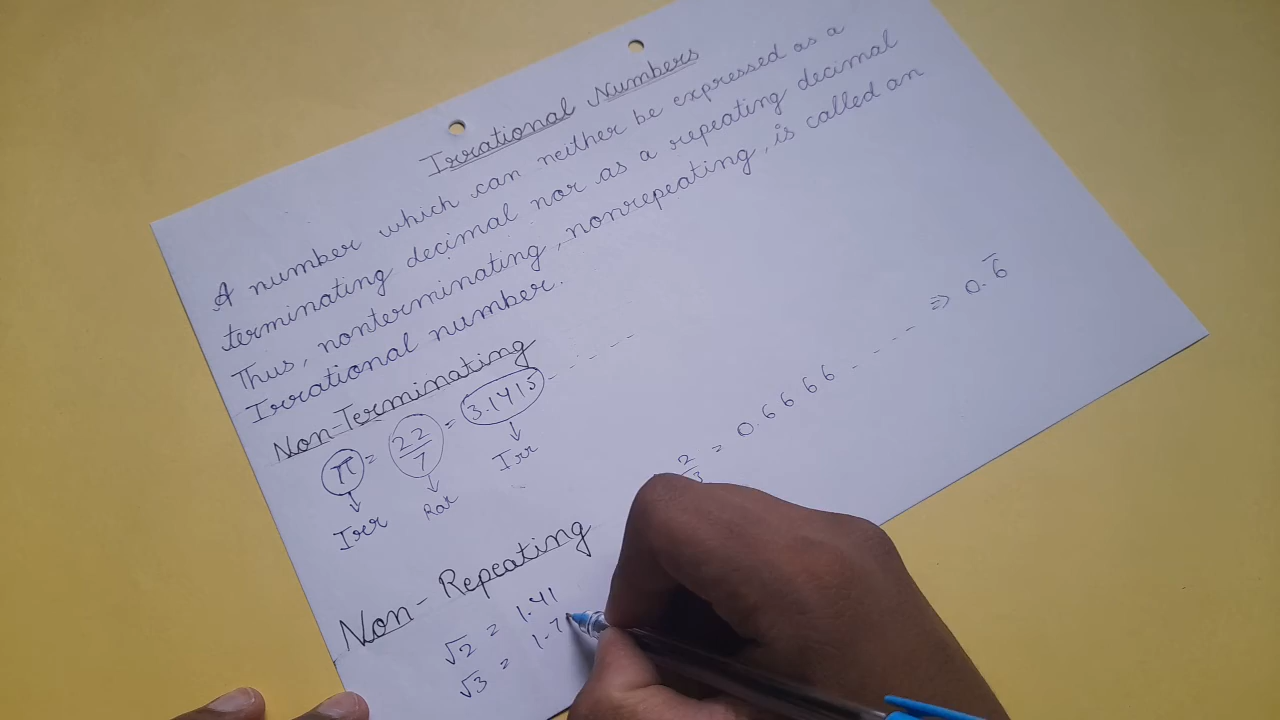 Irrational Numbers
A number which can neither be expressed as a
terminating decimal nor as a repeating decimal
Thus, nonterminating, nonrepeating, is called an
Irrational number.
Non-Terminating
π = 22/7 = 3.1415 - - - - -
Irr Rat Irr
2/3 = 0.6666 - - - - ⇒ 0.6̅
Non-Repeating
√2 = 1.41
√3 = 1.7